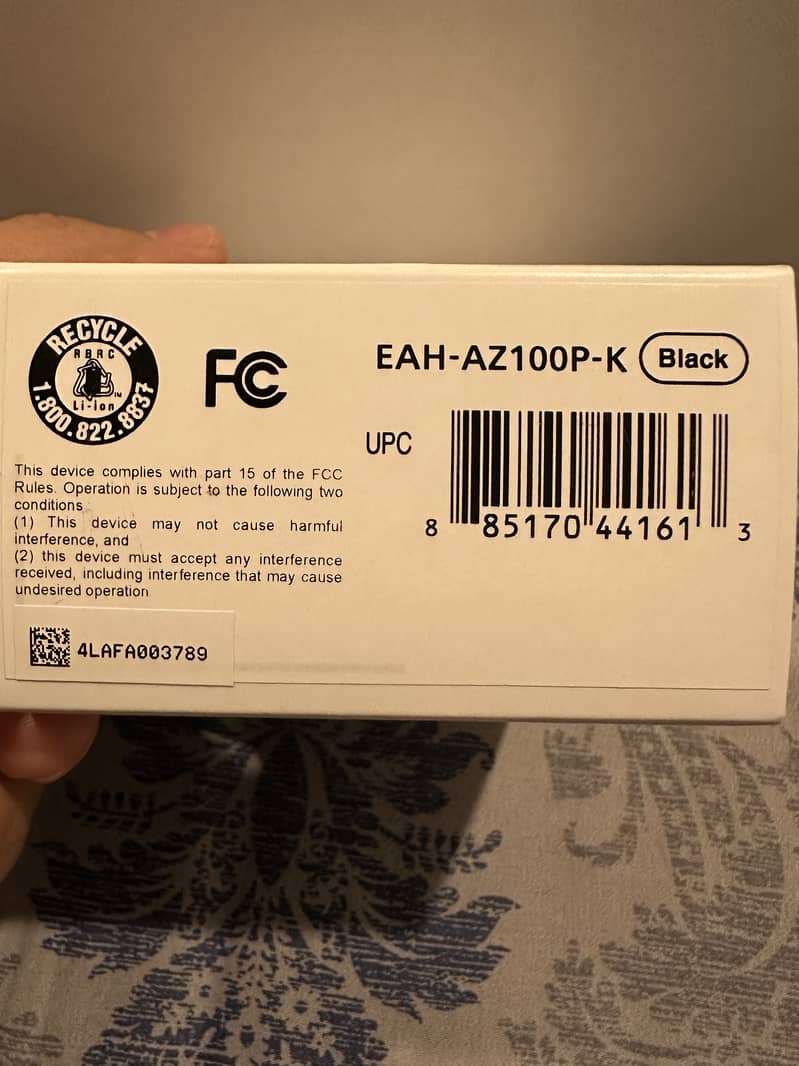 RECYCLE
RBRC
Li-ion
TM
1.800.822.8837
FC
EAH-AZ100P-K Black
UPC
8 85170 44161 3
This device complies with part 15 of the FCC
Rules. Operation is subject to the following two
conditions
(1) This device may not cause harmful
interference, and
(2) this device must accept any interference
received, including interference that may cause
undesired operation
4LAFA003789